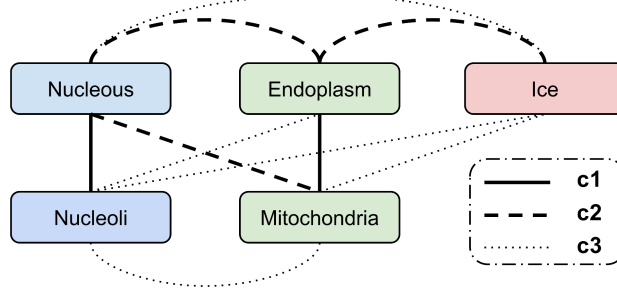 Nucleous
Endoplasm
Ice
Nucleoli
Mitochondria
c1
c2
c3